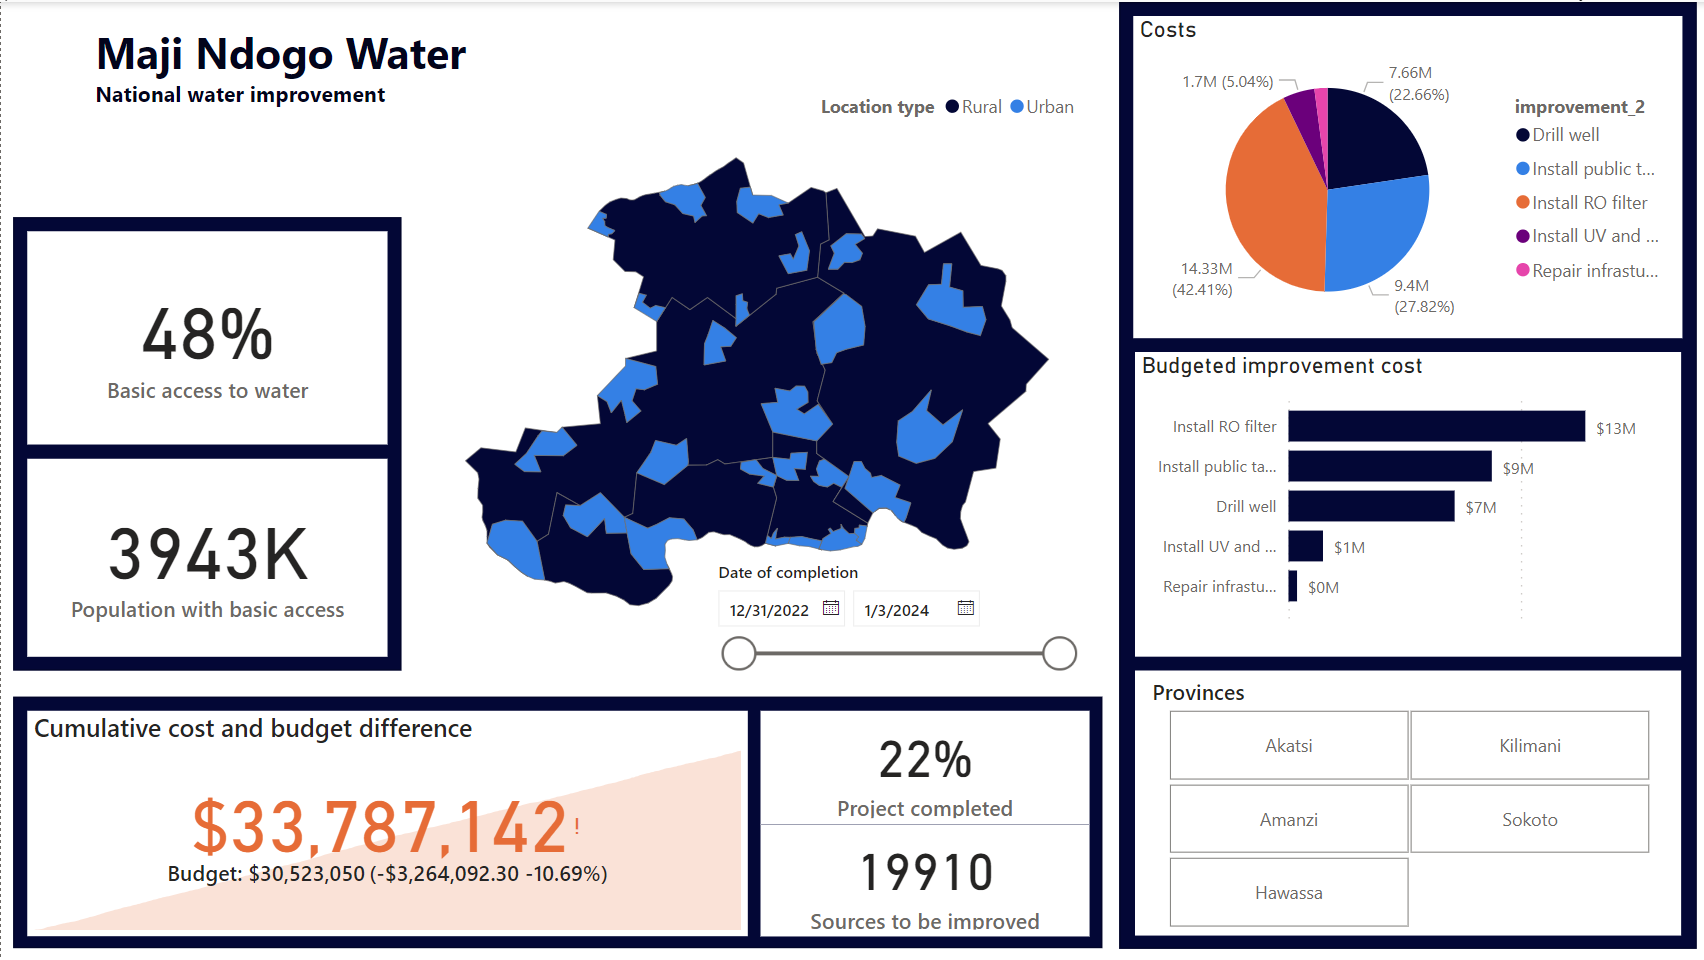 Maji Ndogo Water
National water improvement
Location type Rural Urban
48%
Basic access to water
3943K
Population with basic access
Date of completion
12/31/2022 1/3/2024
Cumulative cost and budget difference
$33,787,142!
Budget: $30,523,050 (-$3,264,092.30 -10.69%)
22%
Project completed
19910
Sources to be improved
Costs
1.7M (5.04%)
7.66M
(22.66%)
14.33M
(42.41%)
9.4M
(27.82%)
improvement_2
Drill well
Install public t...
Install RO filter
Install UV and ...
Repair infrastu...
Budgeted improvement cost
Install RO filter $13M
Install public ta... $9M
Drill well $7M
Install UV and ... $1M
Repair infrastu... $0M
Provinces
Akatsi Kilimani
Amanzi Sokoto
Hawassa